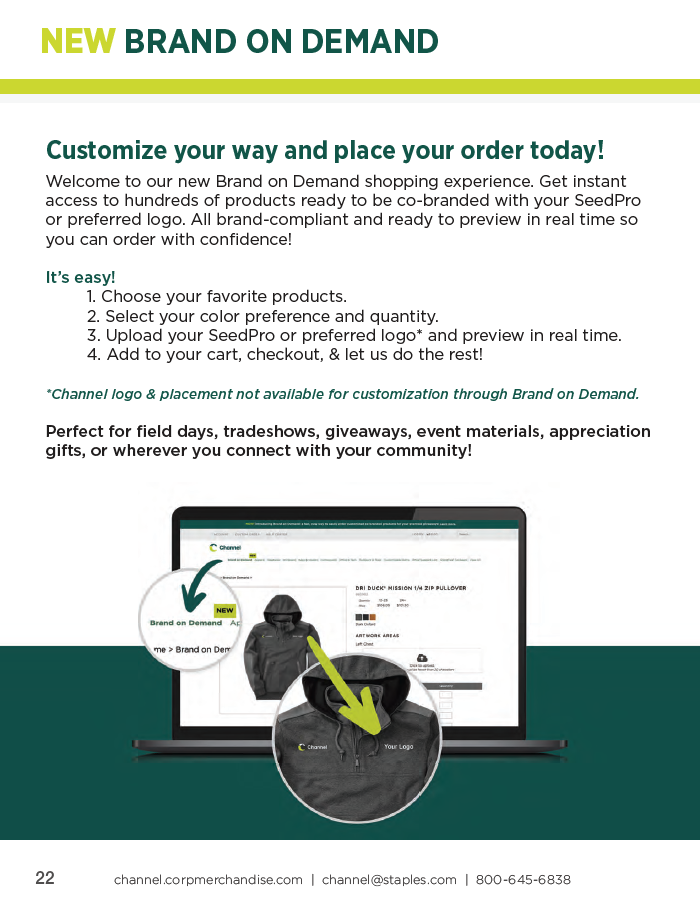 NEW BRAND ON DEMAND
Customize your way and place your order today!
Welcome to our new Brand on Demand shopping experience. Get instant
access to hundreds of products ready to be co-branded with your SeedPro
or preferred logo. All brand-compliant and ready to preview in real time so
you can order with confidence!
It's easy!
1. Choose your favorite products.
2. Select your color preference and quantity.
3. Upload your SeedPro or preferred logo* and preview in real time.
4. Add to your cart, checkout, & let us do the rest!
*Channel logo & placement not available for customization through Brand on Demand.
Perfect for field days, tradeshows, giveaways, event materials, appreciation
gifts, or wherever you connect with your community!
Channel
NEW
Brand on Demand
me > Brand on Dem
DRI DUCK® MISSION 1/4 ZIP PULLOVER
ARTWORK AREAS
Left Chest
Click to upload
Channel
Your Logo
22
channel.corpmerchandise.com | channel@staples.com | 800-645-6838